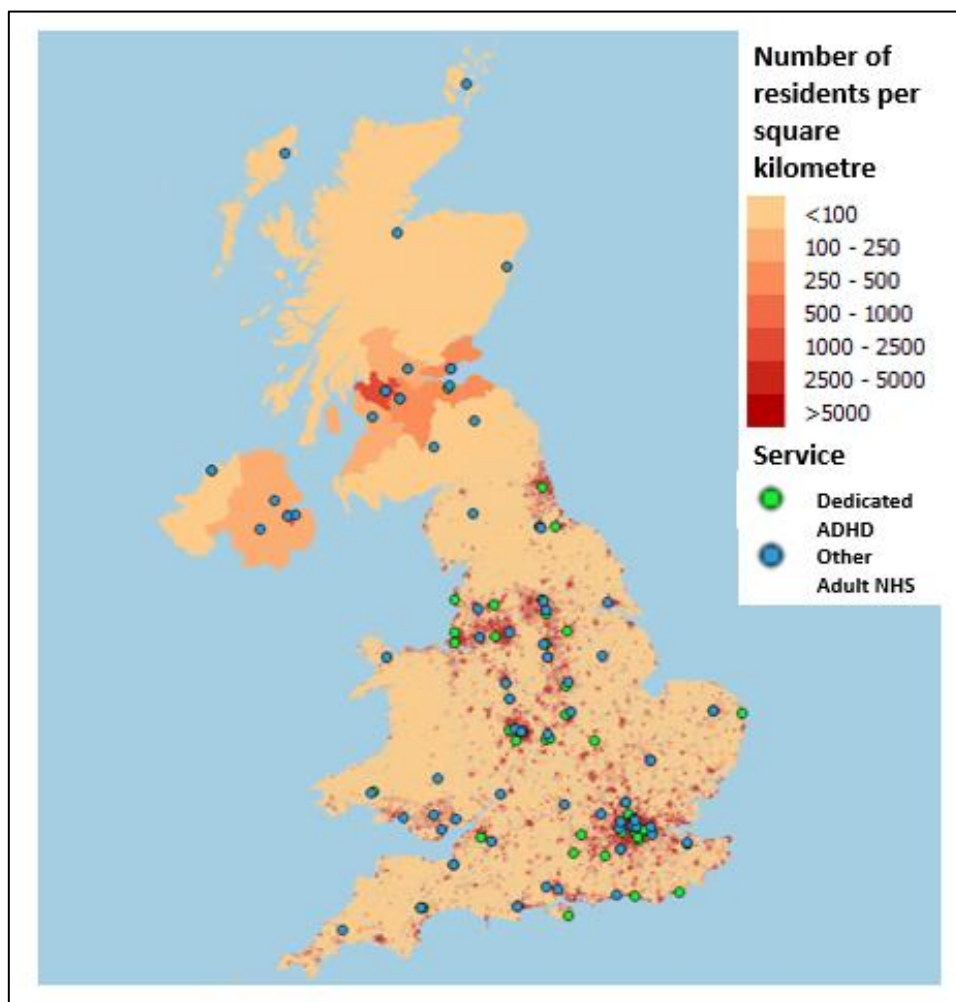 Number of
residents per
square
kilometre
<100
100 - 250
250 - 500
500 - 1000
1000 - 2500
2500 - 5000
>5000
Service
Dedicated
ADHD
Other
Adult NHS